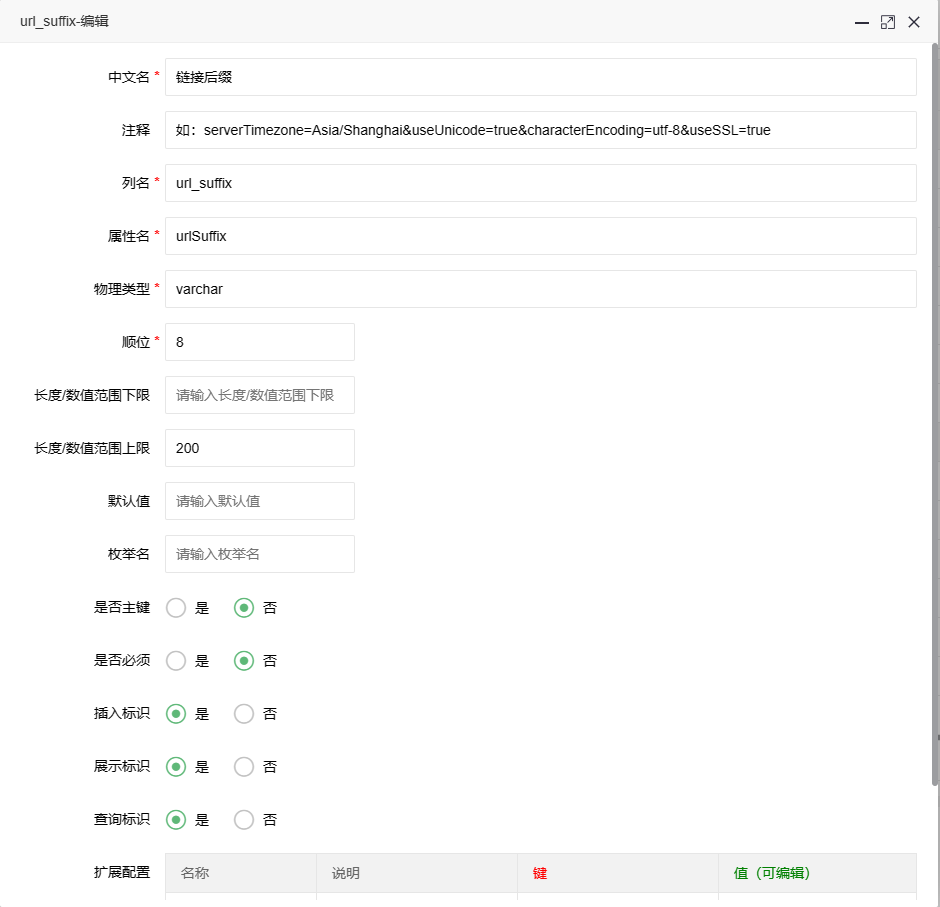 url_suffix-编辑
中文名 * 链接后缀
注释 如：serverTimezone=Asia/Shanghai&useUnicode=true&characterEncoding=utf-8&useSSL=true
列名 * url_suffix
属性名 * urlSuffix
物理类型 * varchar
顺位 * 8
长度/数值范围下限 请输入长度/数值范围下限
长度/数值范围上限 200
默认值 请输入默认值
枚举名 请输入枚举名
是否主键 是 否
是否必须 是 否
插入标识 是 否
展示标识 是 否
查询标识 是 否
扩展配置 名称 说明 键 值（可编辑）